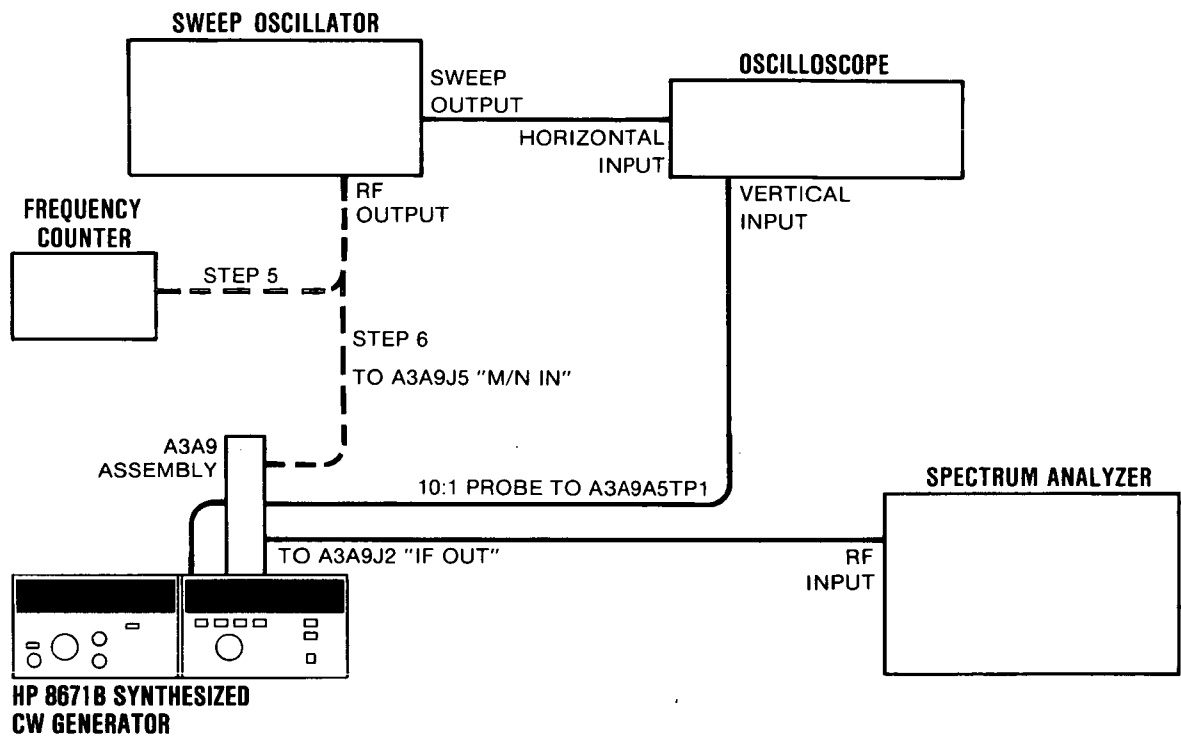 SWEEP OSCILLATOR
OSCILLOSCOPE
SWEEP
OUTPUT
HORIZONTAL
INPUT
RF
OUTPUT
VERTICAL
INPUT
FREQUENCY
COUNTER
STEP 5
STEP 6
TO A3A9J5 "M/N IN"
A3A9
ASSEMBLY
10:1 PROBE TO A3A9A5TP1
SPECTRUM ANALYZER
TO A3A9J2 "IF OUT"
RF
INPUT
HP 8671B SYNTHESIZED
CW GENERATOR